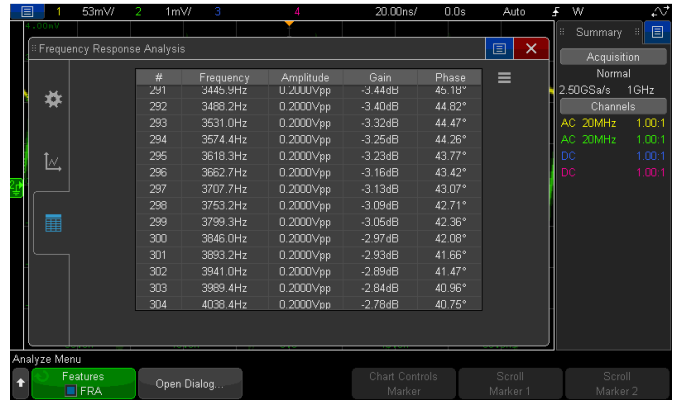 1 53mV/ 2 1mV/ 3 4 20.00ns/ 0.0s Auto W
4.00mV
Summary
Frequency Response Analysis
Acquisition
Normal
2.50GSa/s 1GHz
Channels
AC 20MHz 1.00:1
AC 20MHz 1.00:1
DC 1.00:1
DC 1.00:1
# Frequency Amplitude Gain Phase
291 3445.9Hz 0.2000Vpp -3.44dB 45.18°
292 3488.2Hz 0.2000Vpp -3.40dB 44.82°
293 3531.0Hz 0.2000Vpp -3.32dB 44.47°
294 3574.4Hz 0.2000Vpp -3.25dB 44.26°
295 3618.3Hz 0.2000Vpp -3.23dB 43.77°
296 3662.7Hz 0.2000Vpp -3.16dB 43.42°
297 3707.7Hz 0.2000Vpp -3.13dB 43.07°
298 3753.2Hz 0.2000Vpp -3.09dB 42.71°
299 3799.3Hz 0.2000Vpp -3.05dB 42.36°
300 3846.0Hz 0.2000Vpp -2.97dB 42.08°
301 3893.2Hz 0.2000Vpp -2.93dB 41.66°
302 3941.0Hz 0.2000Vpp -2.89dB 41.47°
303 3989.4Hz 0.2000Vpp -2.84dB 40.96°
304 4038.4Hz 0.2000Vpp -2.78dB 40.75°
Analyze Menu
Features
FRA
Open Dialog...
Chart Controls
Marker
Scroll
Marker 1
Scroll
Marker 2